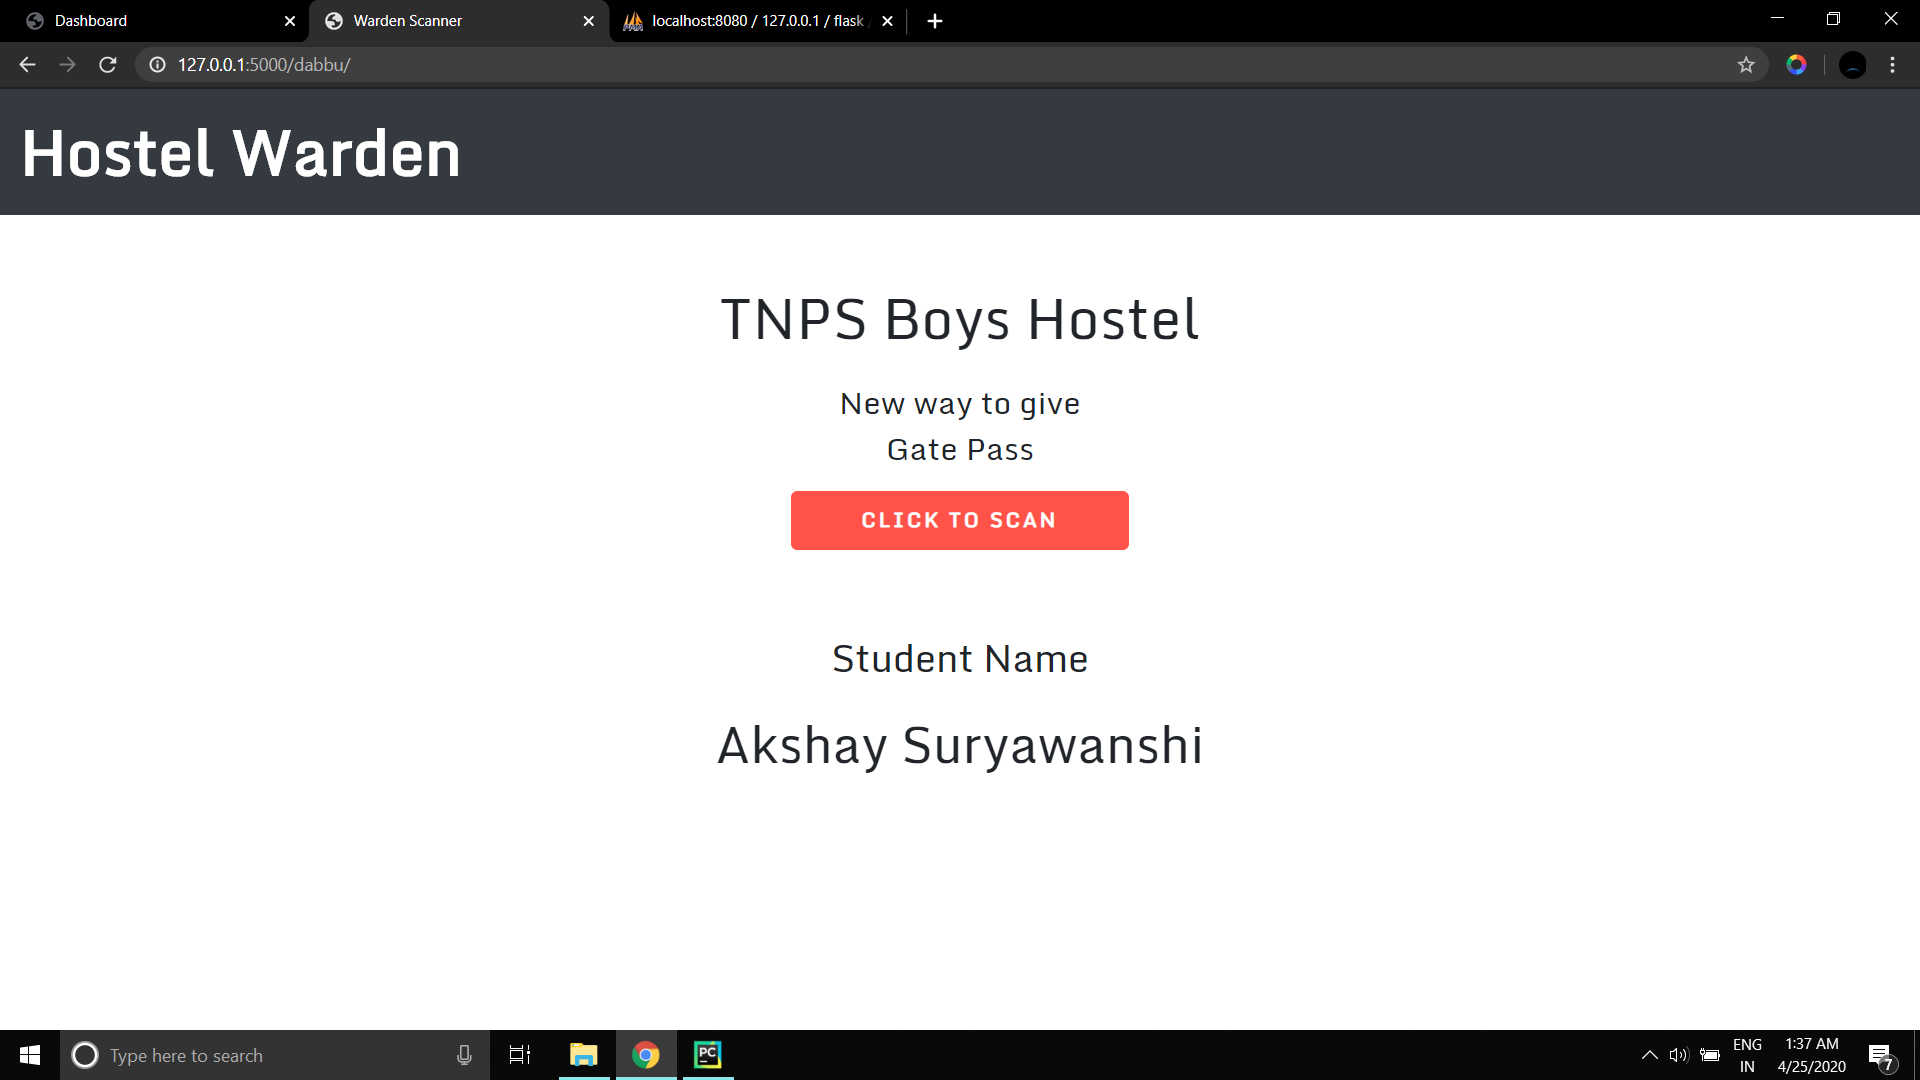 Dashboard
Warden Scanner
localhost:8080 / 127.0.0.1 / flask
127.0.0.1:5000/dabbu/
Hostel Warden
TNPS Boys Hostel
New way to give
Gate Pass
CLICK TO SCAN
Student Name
Akshay Suryawanshi
Type here to search
PC
ENG
IN
1:37 AM
4/25/2020
7